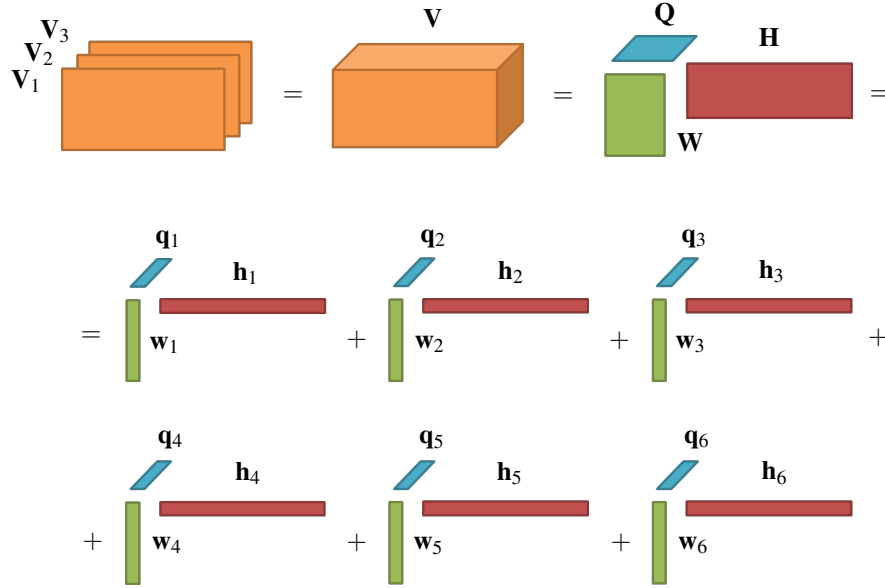 V₃
V₂
V₁
=
V
=
Q
H
W
=
=
q₁
h₁
w₁
+
q₂
h₂
w₂
+
q₃
h₃
w₃
+
+
q₄
h₄
w₄
+
q₅
h₅
w₅
+
q₆
h₆
w₆